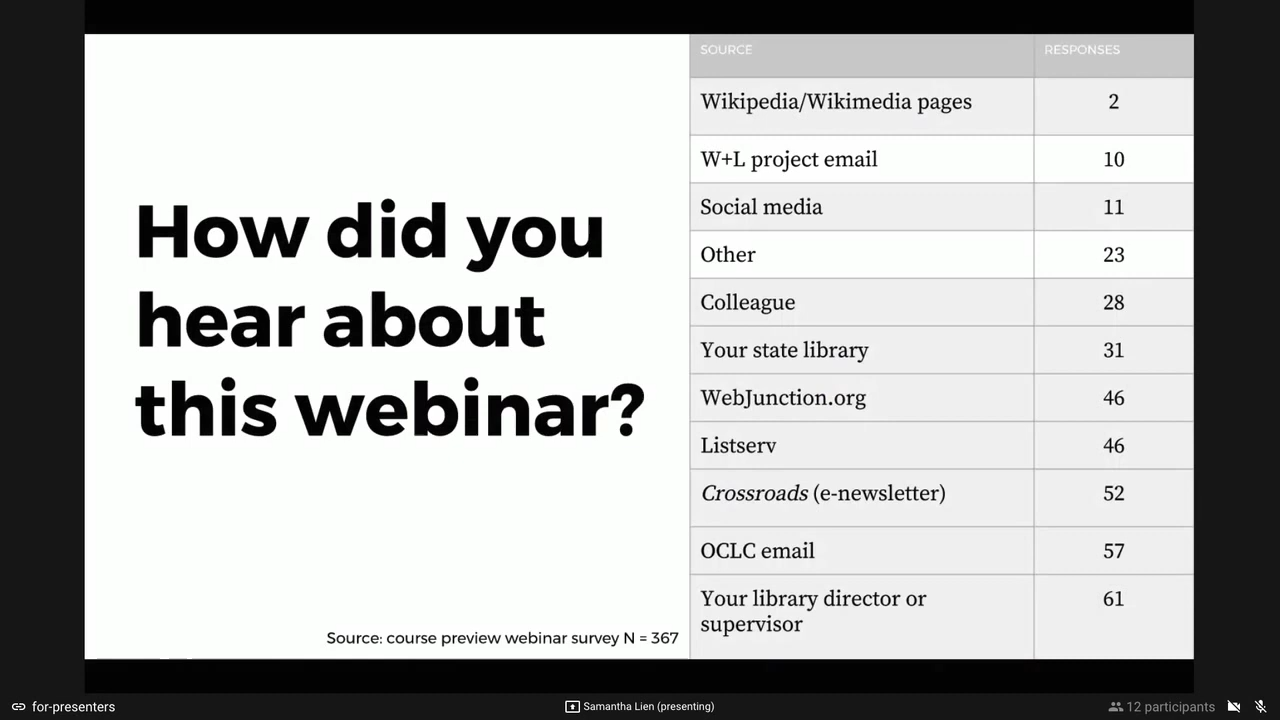 How did you
hear about
this webinar?
Source: course preview webinar survey N = 367
SOURCE RESPONSES
Wikipedia/Wikimedia pages 2
W+L project email 10
Social media 11
Other 23
Colleague 28
Your state library 31
WebJunction.org 46
Listserv 46
Crossroads (e-newsletter) 52
OCLC email 57
Your library director or 61
supervisor
for-presenters Samantha Lien (presenting) 12 participants